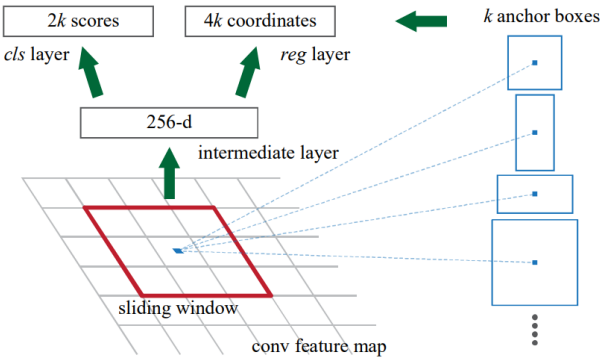 2k scores
4k coordinates
k anchor boxes
cls layer
reg layer
256-d
intermediate layer
sliding window
conv feature map